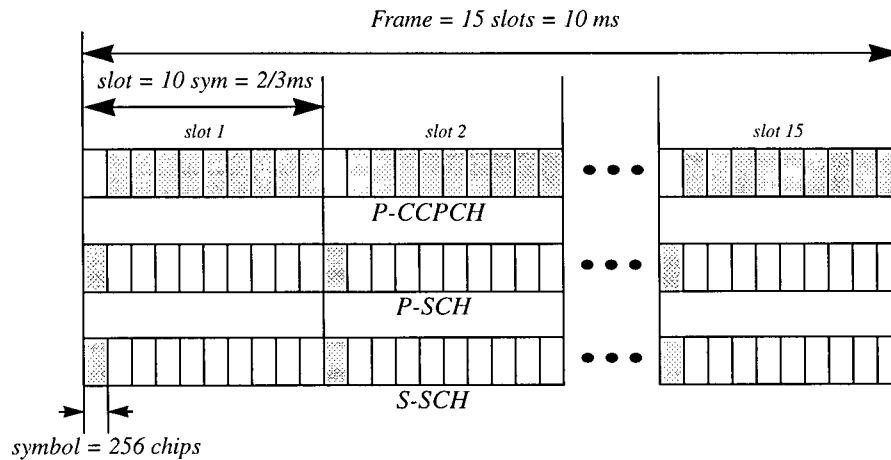 Frame = 15 slots = 10 ms
slot = 10 sym = 2/3ms
slot 1
slot 2
slot 15
P-CCPCH
P-SCH
S-SCH
symbol = 256 chips